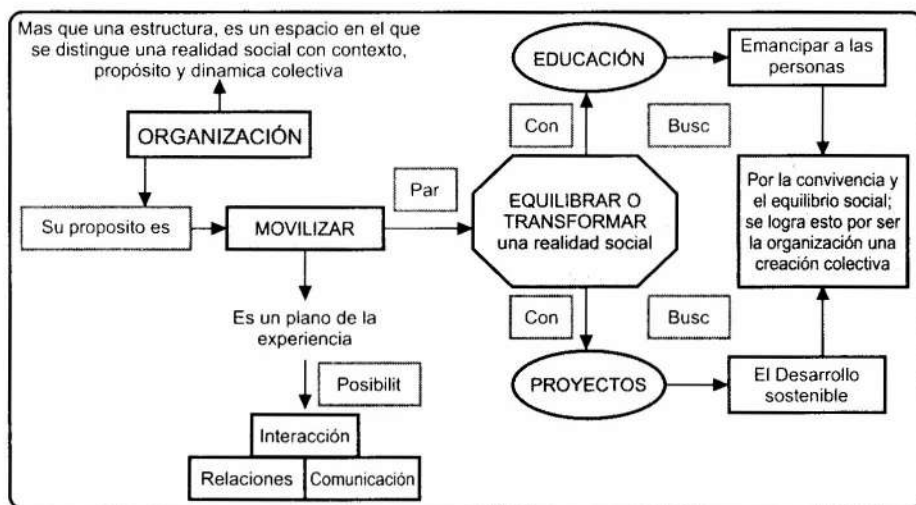 Mas que una estructura, es un espacio en el que
se distingue una realidad social con contexto,
propósito y dinamica colectiva
ORGANIZACIÓN
Su proposito es
MOVILIZAR
Par
EQUILIBRAR O
TRANSFORMAR
una realidad social
Con
Busc
EDUCACIÓN
Emancipar a las
personas
Por la convivencia y
el equilibrio social;
se logra esto por ser
la organización una
creación colectiva
Con
Busc
PROYECTOS
El Desarrollo
sostenible
Es un plano de la
experiencia
Posibilit
Interacción
Relaciones
Comunicación